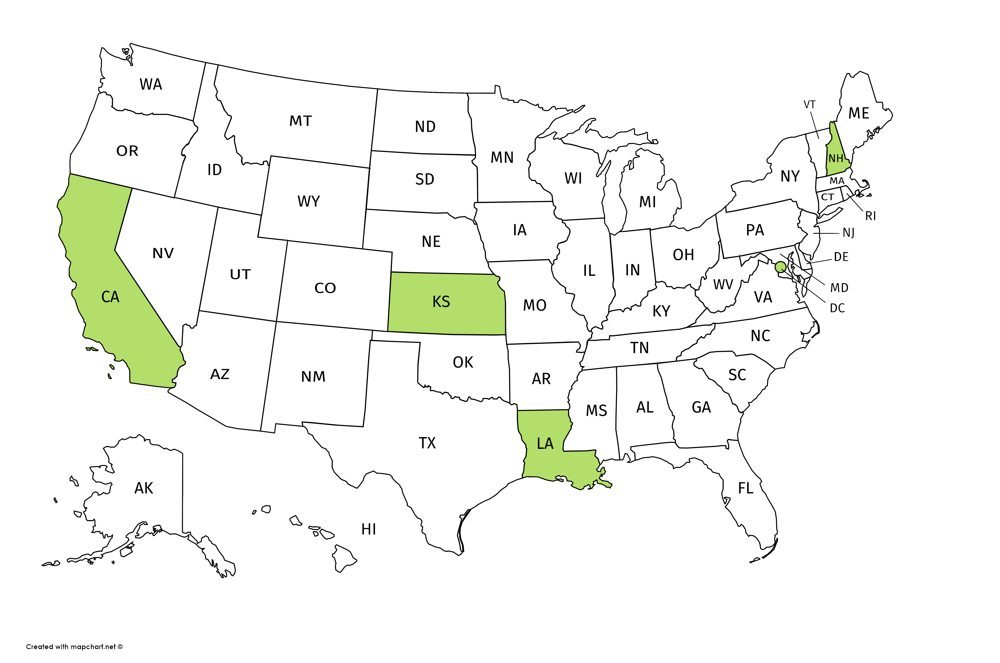 WA
MT
ND
VT
ME
OR
ID
MN
SD
WI
NH
NY
MA
WY
MI
CT
RI
IA
PA
NJ
NE
NV
OH
DE
UT
IL
IN
WV
MD
CO
CA
KS
MO
VA
DC
KY
NC
TN
OK
AZ
NM
AR
SC
MS
AL
GA
TX
LA
AK
FL
HI
Created with mapchart.net ©